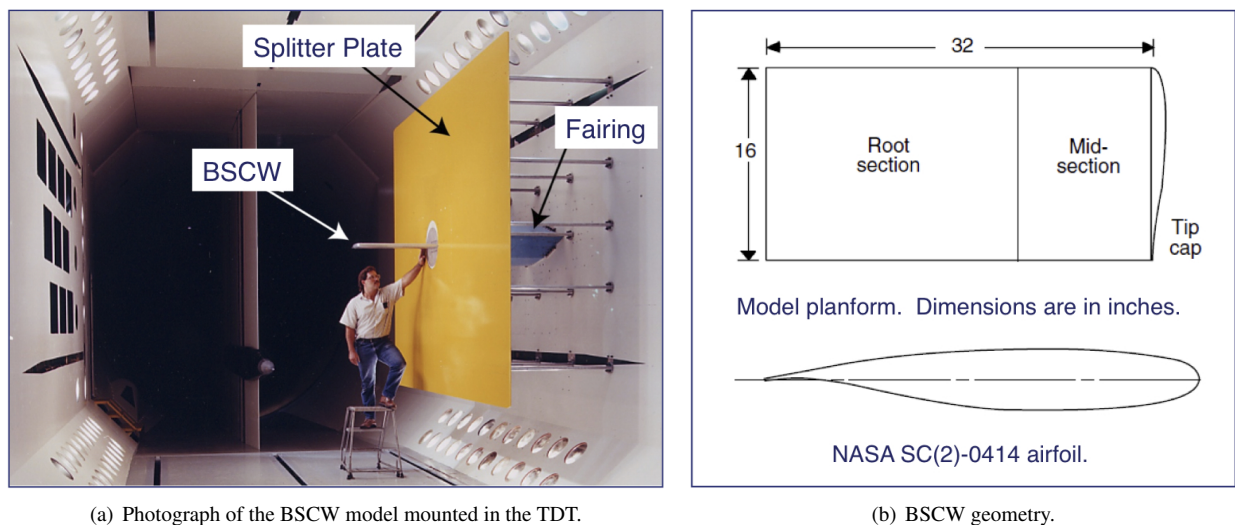 Splitter Plate
Fairing
BSCW
32
16
Root
section
Mid-
section
Tip
cap
Model planform. Dimensions are in inches.
NASA SC(2)-0414 airfoil.
(a) Photograph of the BSCW model mounted in the TDT.
(b) BSCW geometry.